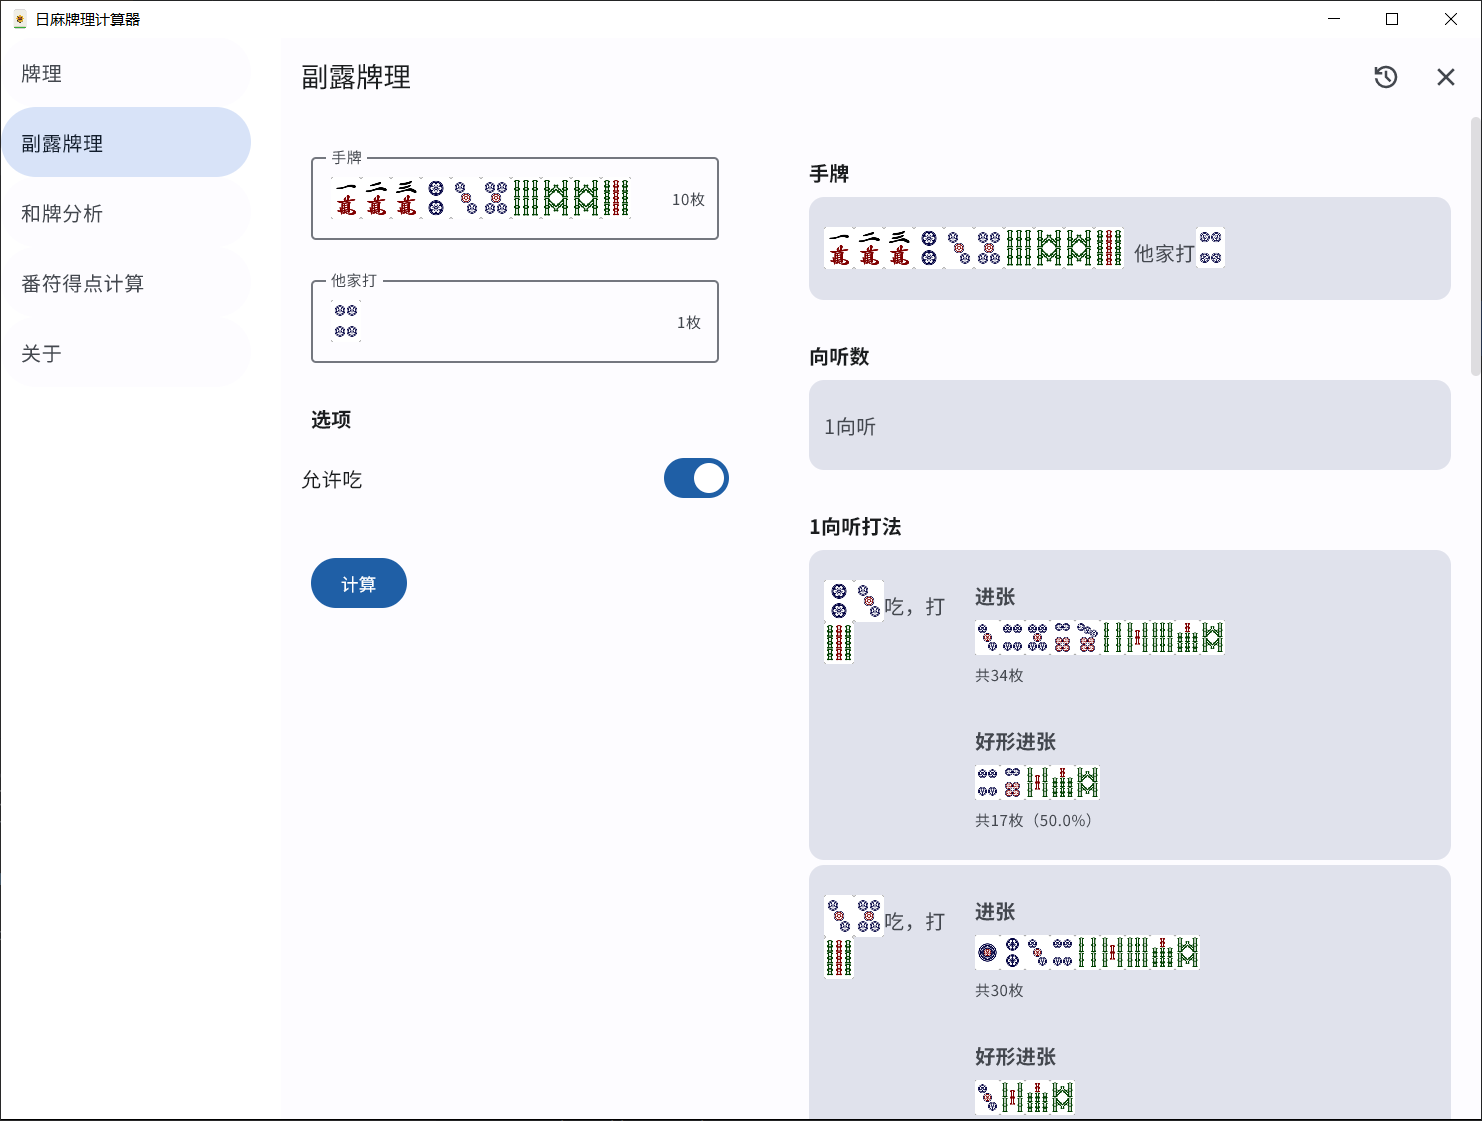 日麻牌理计算器
牌理
副露牌理
和牌分析
番符得点计算
关于
副露牌理
手牌
10枚
他家打
1枚
选项
允许吃
计算
手牌
他家打
向听数
1向听
1向听打法
吃，打
进张
共34枚
好形进张
共17枚（50.0%）
吃，打
进张
共30枚
好形进张